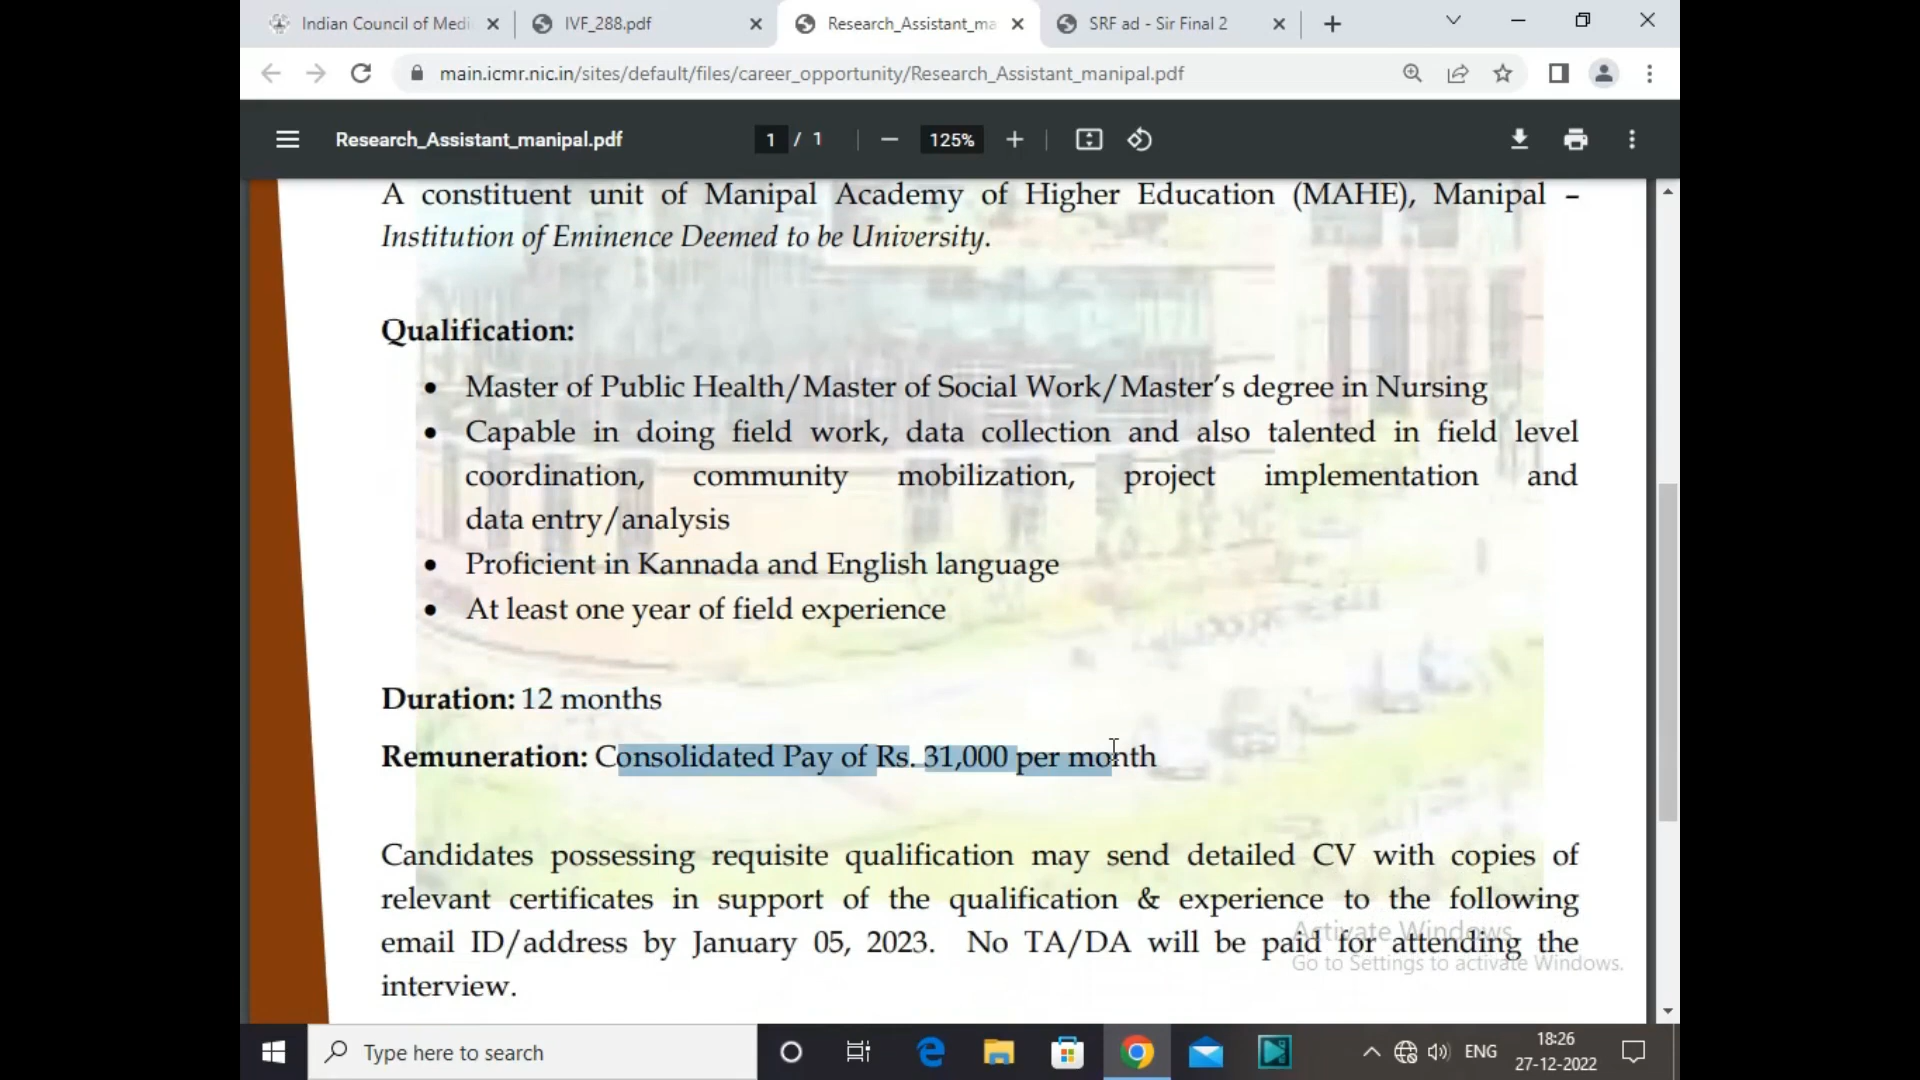 Indian Council of Medi
IVF_288.pdf
Research_Assistant_ma
SRF ad - Sir Final 2
main.icmr.nic.in/sites/default/files/career_opportunity/Research_Assistant_manipal.pdf
Research_Assistant_manipal.pdf
1 / 1
125%
A constituent unit of Manipal Academy of Higher Education (MAHE), Manipal –
Institution of Eminence Deemed to be University.
Qualification:
• Master of Public Health/Master of Social Work/Master’s degree in Nursing
• Capable in doing field work, data collection and also talented in field level
coordination, community mobilization, project implementation and
data entry/analysis
• Proficient in Kannada and English language
• At least one year of field experience
Duration: 12 months
Remuneration: Consolidated Pay of Rs. 31,000 per month
Candidates possessing requisite qualification may send detailed CV with copies of
relevant certificates in support of the qualification & experience to the following
email ID/address by January 05, 2023. No TA/DA will be paid for attending the
interview.
Activate Windows
Go to Settings to activate Windows.
Type here to search
ENG
18:26
27-12-2022